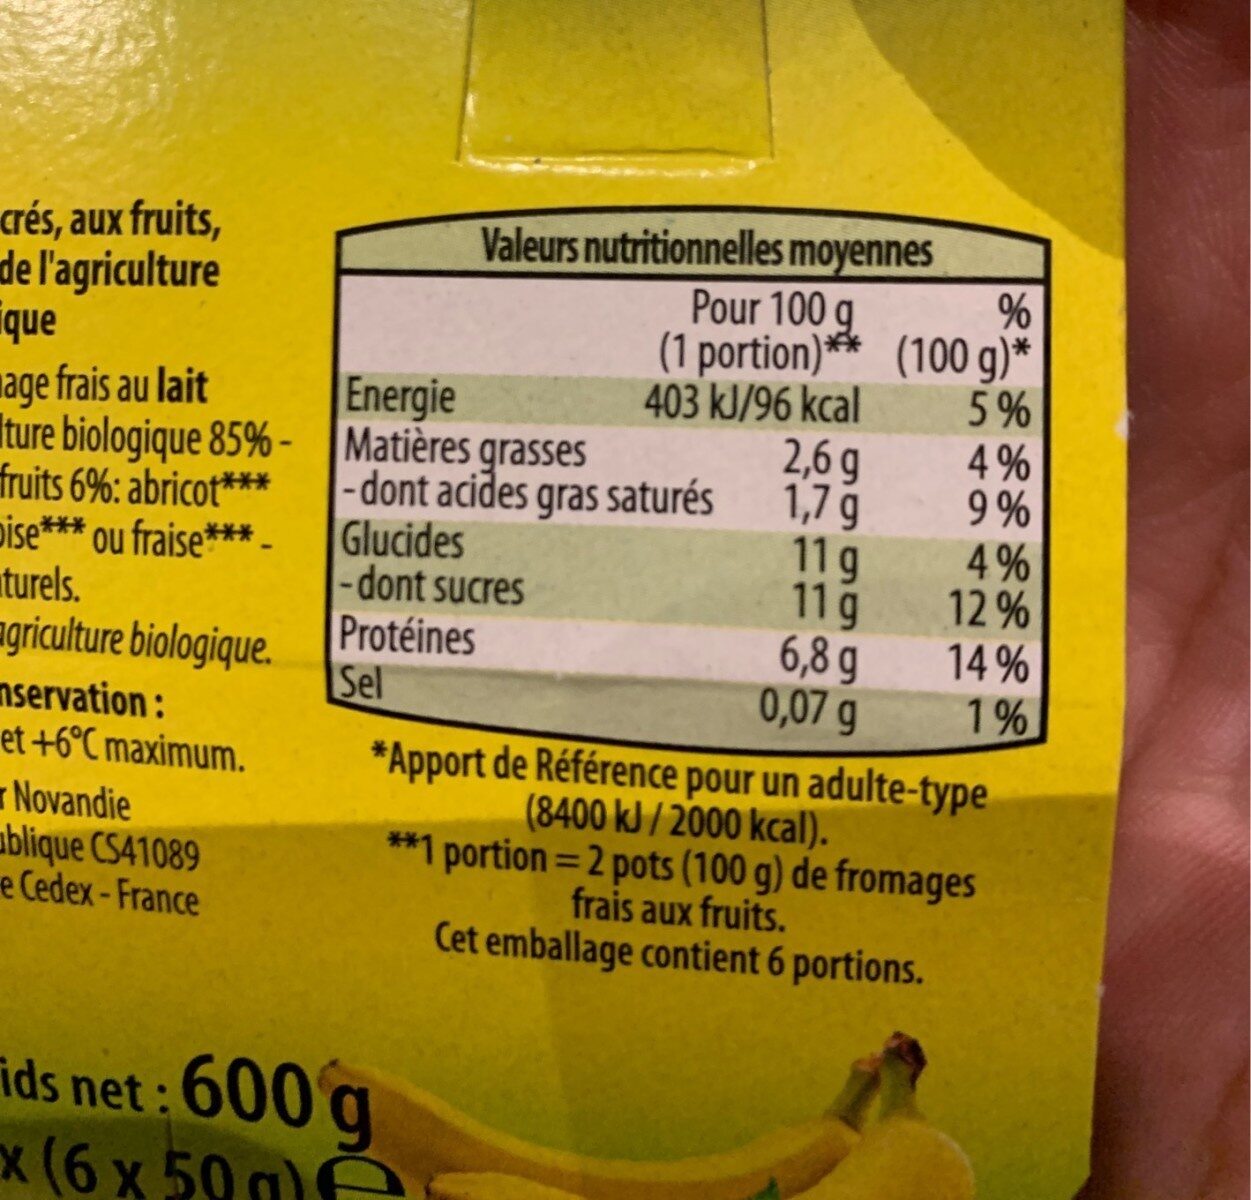 crés, aux fruits,
de l'agriculture
ique
age frais au lait
lture biologique 85% -
fruits 6%: abricot***
oise*** ou fraise*** -
turels.
agriculture biologique.
nservation :
et +6°C maximum.
r Novandie
ublique CS41089
e Cedex - France
Valeurs nutritionnelles moyennes
Pour 100 g %
(1 portion)** (100 g)*
Energie 403 kJ/96 kcal 5 %
Matières grasses 2,6 g 4 %
- dont acides gras saturés 1,7 g 9 %
Glucides 11 g 4 %
- dont sucres 11 g 12 %
Protéines 6,8 g 14 %
Sel 0,07 g 1 %
*Apport de Référence pour un adulte-type
(8400 kJ / 2000 kcal).
**1 portion = 2 pots (100 g) de fromages
frais aux fruits.
Cet emballage contient 6 portions.
ids net : 600 g
x (6 x 50 g) e